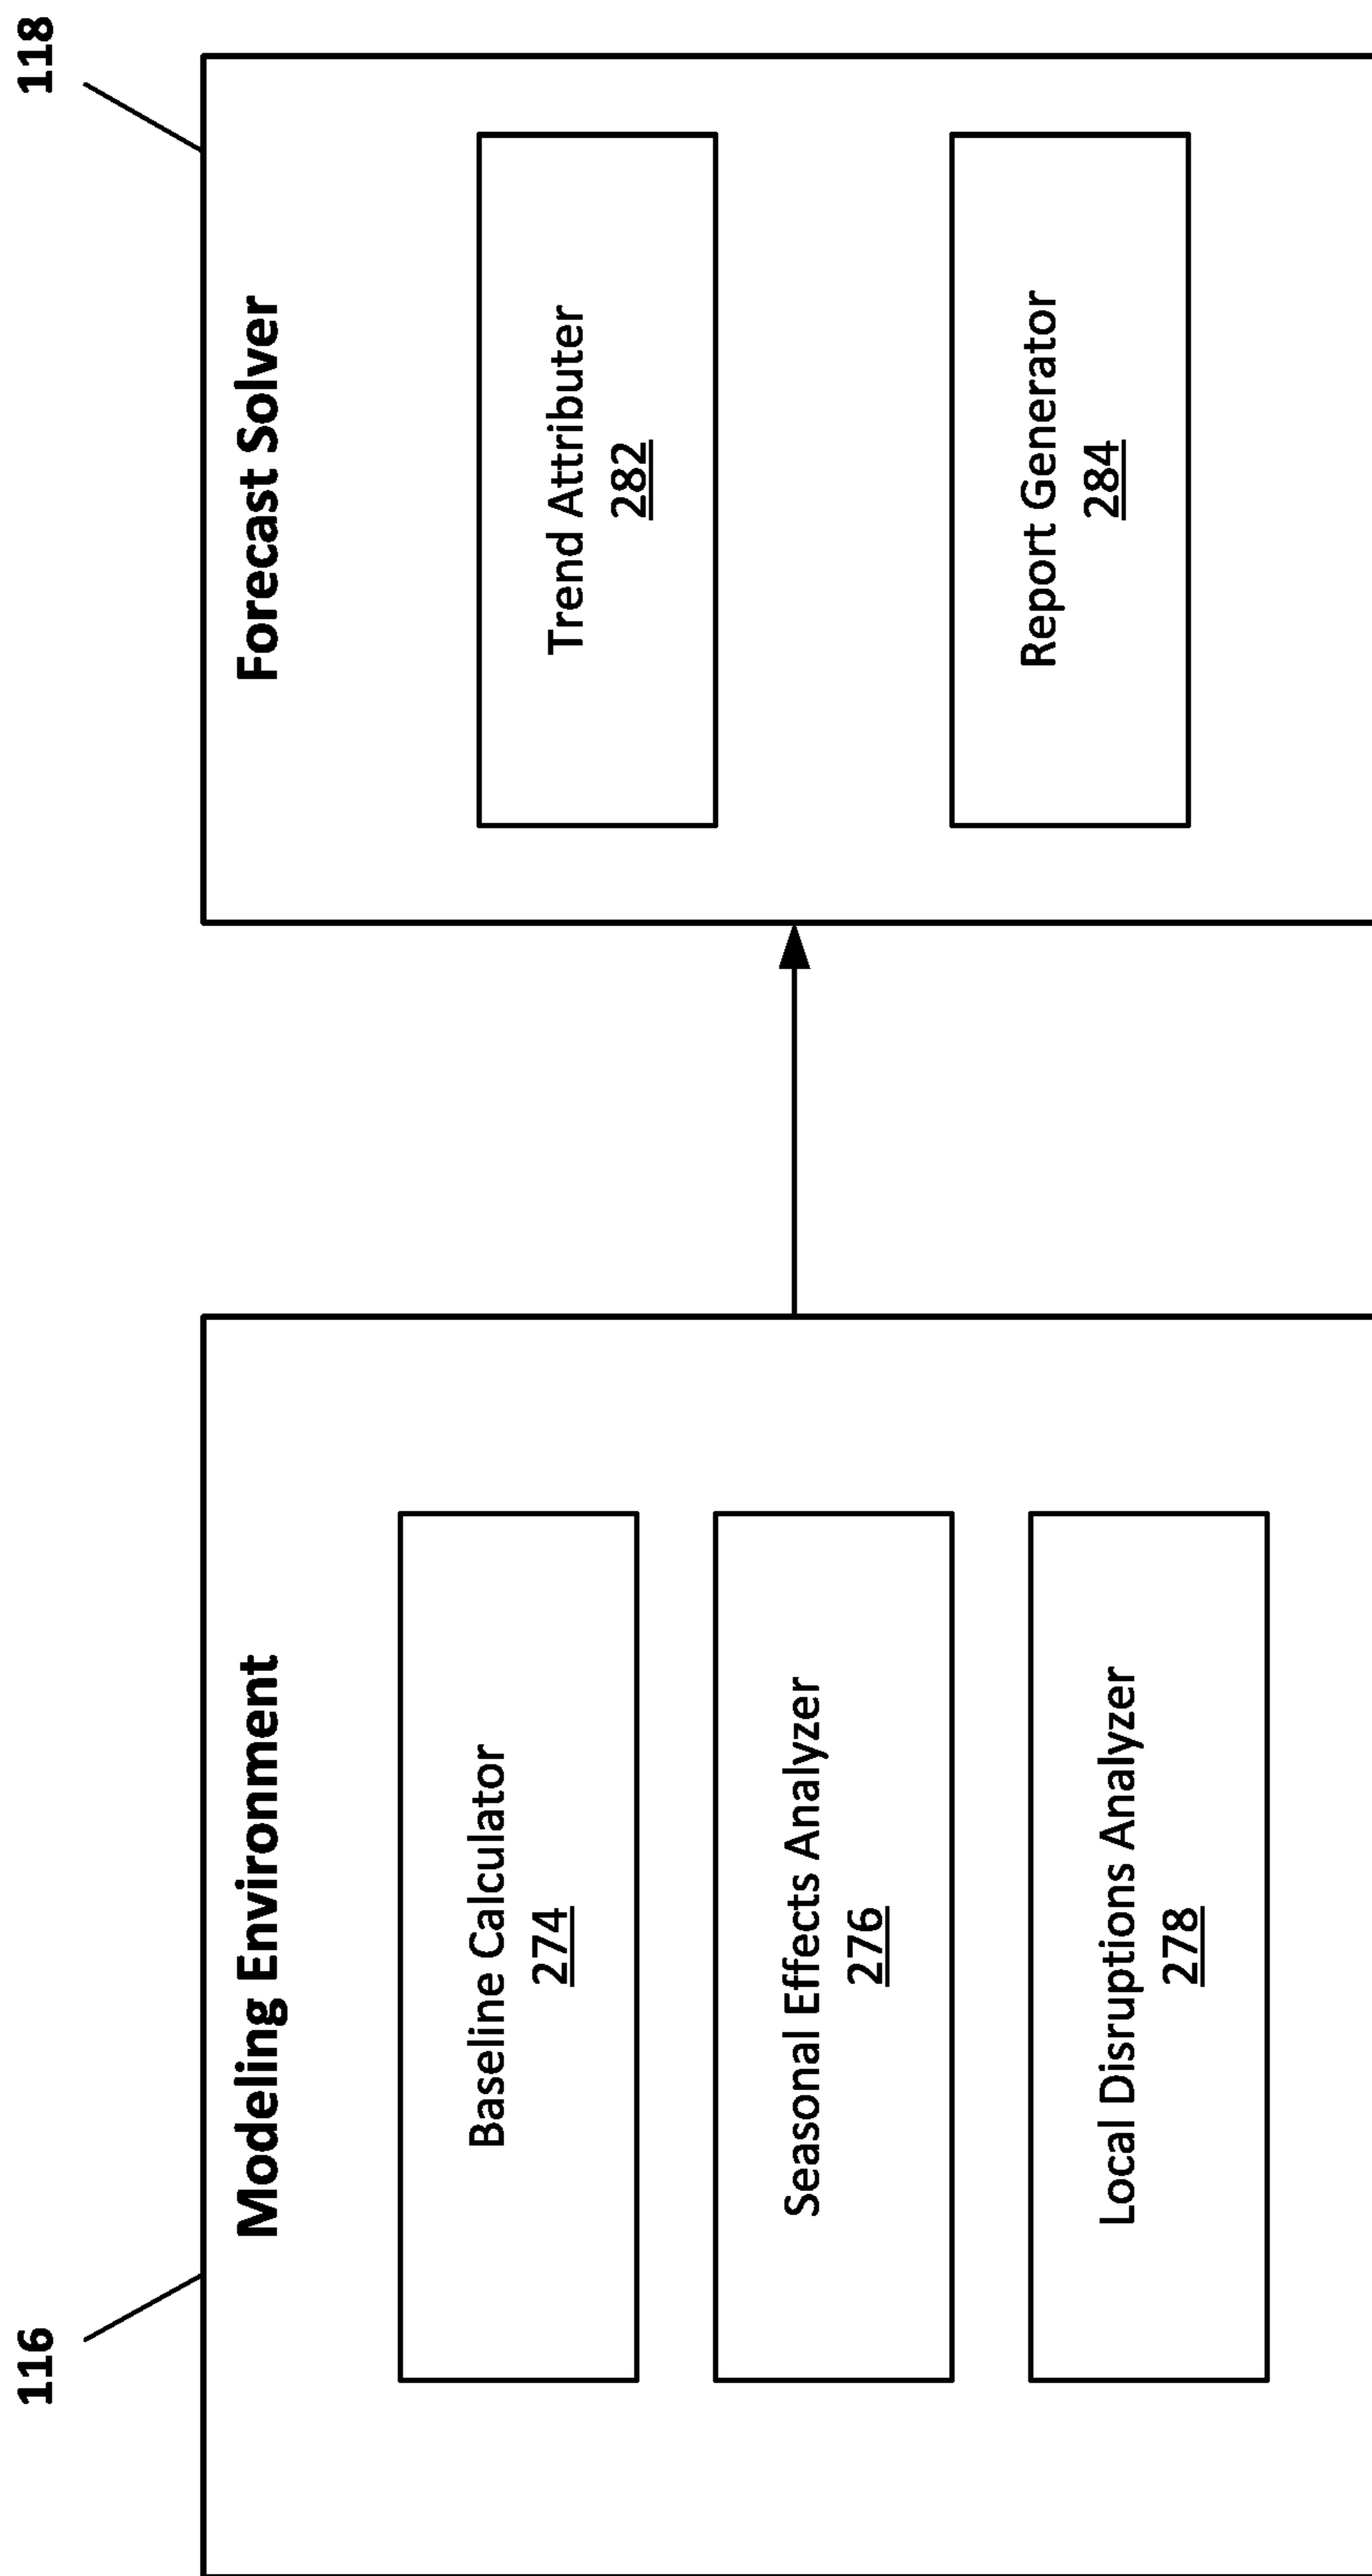 116
Modeling Environment
Baseline Calculator
274
Seasonal Effects Analyzer
276
Local Disruptions Analyzer
278
118
Forecast Solver
Trend Attributer
282
Report Generator
284